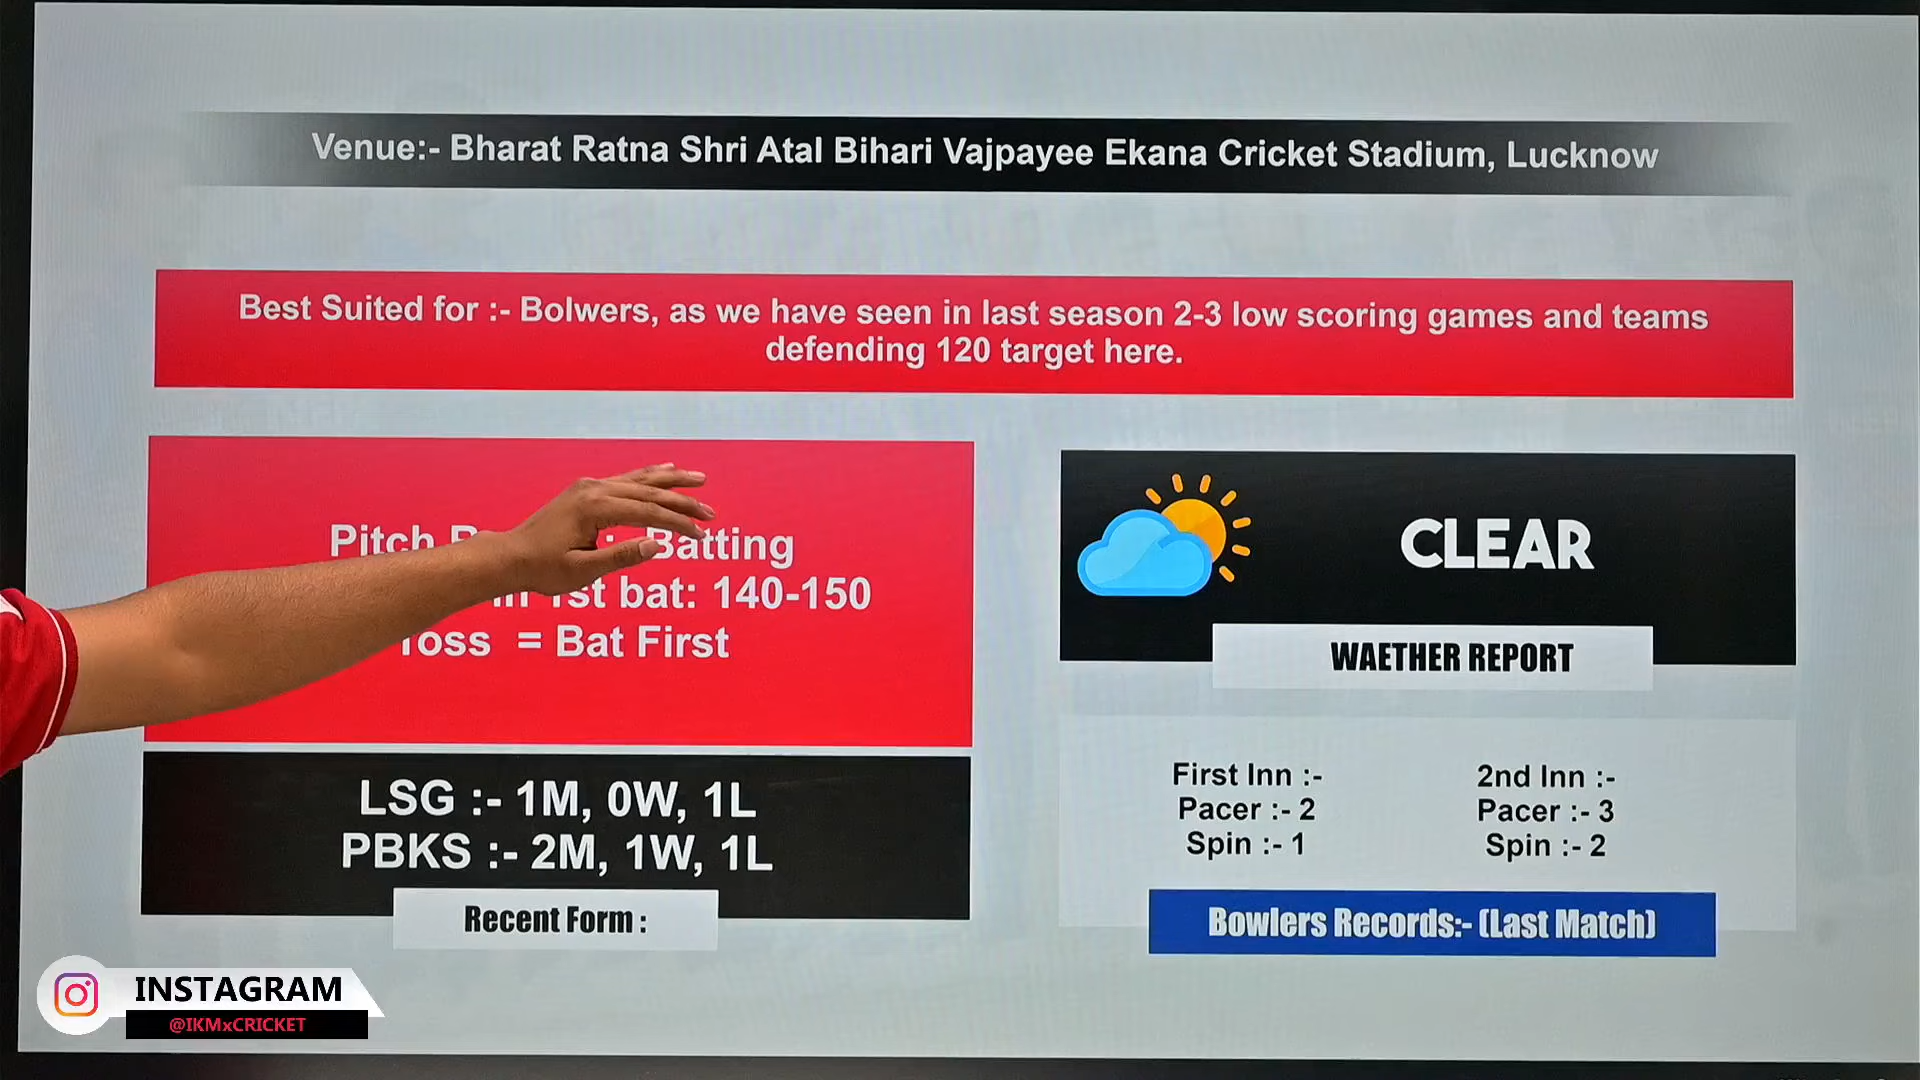 Venue:- Bharat Ratna Shri Atal Bihari Vajpayee Ekana Cricket Stadium, Lucknow
Best Suited for :- Bolwers, as we have seen in last season 2-3 low scoring games and teams
defending 120 target here.
Pitch Batting
1st bat: 140-150
Toss = Bat First
LSG :- 1M, 0W, 1L
PBKS :- 2M, 1W, 1L
Recent Form :
CLEAR
WAETHER REPORT
First Inn :-
Pacer :- 2
Spin :- 1
2nd Inn :-
Pacer :- 3
Spin :- 2
Bowlers Records:- (Last Match)
INSTAGRAM
@IKMxCRICKET